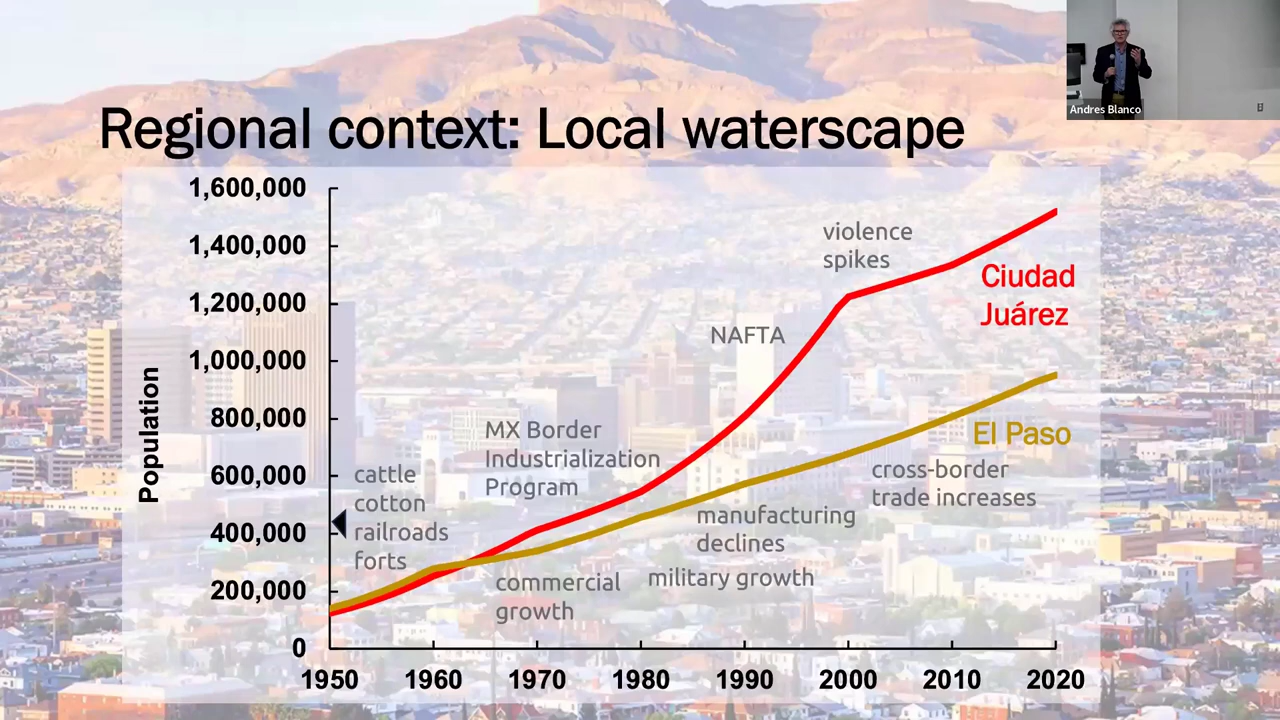 Andres Blanco
Regional context: Local waterscape
1,600,000
1,400,000
1,200,000
1,000,000
800,000
600,000
400,000
200,000
0
Population
1950
1960
1970
1980
1990
2000
2010
2020
cattle
cotton
railroads
forts
MX Border
Industrialization
Program
commercial
growth
NAFTA
manufacturing
declines
military growth
violence
spikes
cross-border
trade increases
Ciudad
Juárez
El Paso